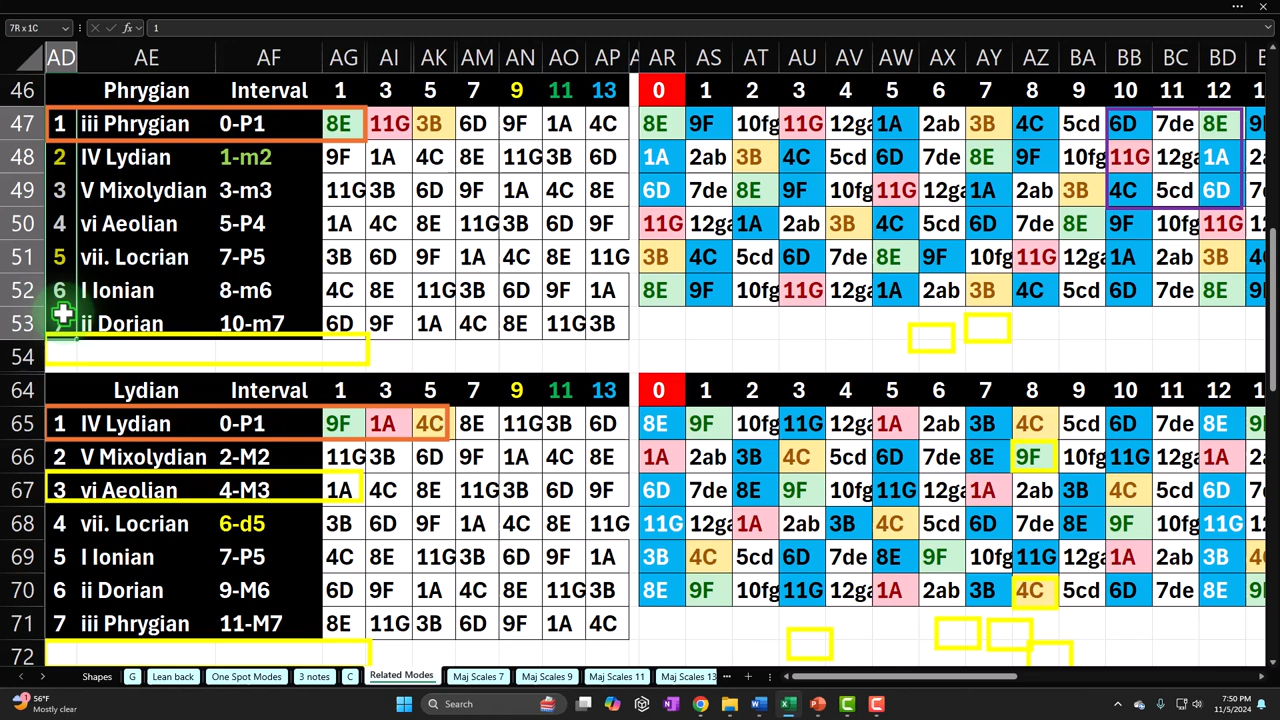 7R x 1C fx 1
AD AE AF AG AI AK AM AN AO AP A AR AS AT AU AV AW AX AY AZ BA BB BC BD E
46 Phrygian Interval 1 3 5 7 9 11 13 0 1 2 3 4 5 6 7 8 9 10 11 12 1
47 1 iii Phrygian 0-P1 8E 11G 3B 6D 9F 1A 4C 8E 9F 10fg 11G 12ga 1A 2ab 3B 4C 5cd 6D 7de 8E 9F
48 2 IV Lydian 1-m2 9F 1A 4C 8E 11G 3B 6D 1A 2ab 3B 4C 5cd 6D 7de 8E 9F 10fg 11G 12ga 1A 2a
49 3 V Mixolydian 3-m3 11G 3B 6D 9F 1A 4C 8E 6D 7de 8E 9F 10fg 11G 12ga 1A 2ab 3B 4C 5cd 6D 7d
50 4 vi Aeolian 5-P4 1A 4C 8E 11G 3B 6D 9F 11G 12ga 1A 2ab 3B 4C 5cd 6D 7de 8E 9F 10fg 11G 12
51 5 vii. Locrian 7-P5 3B 6D 9F 1A 4C 8E 11G 3B 4C 5cd 6D 7de 8E 9F 10fg 11G 12ga 1A 2ab 3B 4C
52 6 I Ionian 8-m6 4C 8E 11G 3B 6D 9F 1A 8E 9F 10fg 11G 12ga 1A 2ab 3B 4C 5cd 6D 7de 8E 9F
53 ii Dorian 10-m7 6D 9F 1A 4C 8E 11G 3B
54
64 Lydian Interval 1 3 5 7 9 11 13 0 1 2 3 4 5 6 7 8 9 10 11 12 1
65 1 IV Lydian 0-P1 9F 1A 4C 8E 11G 3B 6D 8E 9F 10fg 11G 12ga 1A 2ab 3B 4C 5cd 6D 7de 8E 9F
66 2 V Mixolydian 2-M2 11G 3B 6D 9F 1A 4C 8E 1A 2ab 3B 4C 5cd 6D 7de 8E 9F 10fg 11G 12ga 1A 2a
67 3 vi Aeolian 4-M3 1A 4C 8E 11G 3B 6D 9F 6D 7de 8E 9F 10fg 11G 12ga 1A 2ab 3B 4C 5cd 6D 7d
68 4 vii. Locrian 6-d5 3B 6D 9F 1A 4C 8E 11G 11G 12ga 1A 2ab 3B 4C 5cd 6D 7de 8E 9F 10fg 11G 12
69 5 I Ionian 7-P5 4C 8E 11G 3B 6D 9F 1A 3B 4C 5cd 6D 7de 8E 9F 10fg 11G 12ga 1A 2ab 3B 4C
70 6 ii Dorian 9-M6 6D 9F 1A 4C 8E 11G 3B 8E 9F 10fg 11G 12ga 1A 2ab 3B 4C 5cd 6D 7de 8E 9F
71 7 iii Phrygian 11-M7 8E 11G 3B 6D 9F 1A 4C
72
Shapes G Lean back One Spot Modes 3 notes C Related Modes Maj Scales 7 Maj Scales 9 Maj Scales 11 Maj Scales 13
56°F
Mostly clear
Search
7:50 PM
11/5/2024